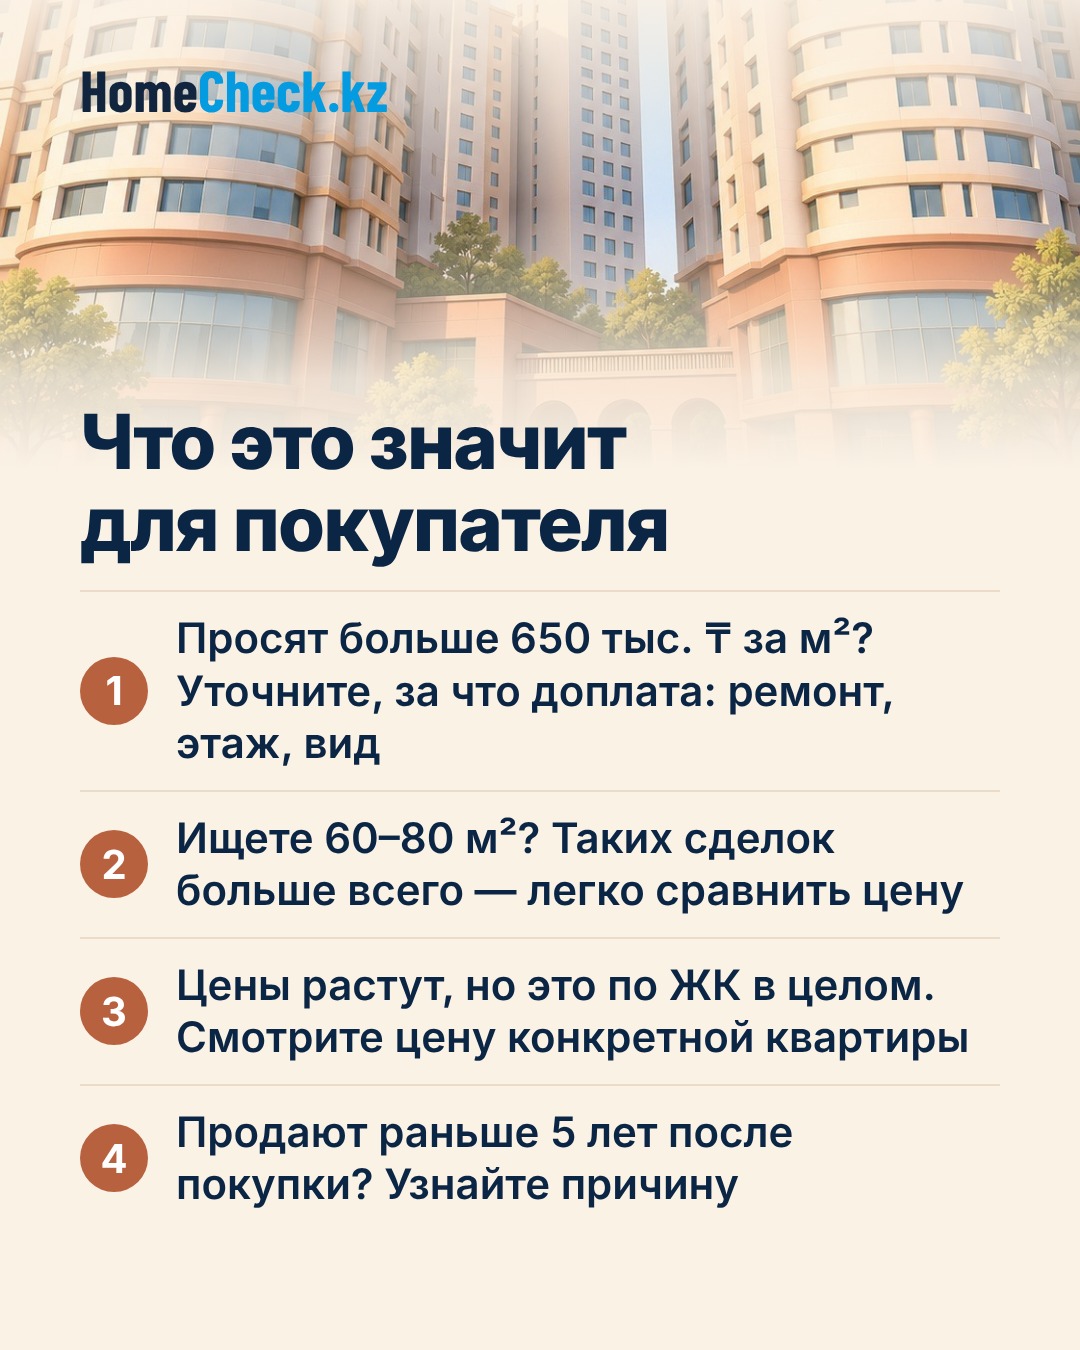 HomeCheck.kz
Что это значит
для покупателя
1
Просят больше 650 тыс. ₸ за м²?
Уточните, за что доплата: ремонт,
этаж, вид
2
Ищете 60–80 м²? Таких сделок
больше всего — легко сравнить цену
3
Цены растут, но это по ЖК в целом.
Смотрите цену конкретной квартиры
4
Продают раньше 5 лет после
покупки? Узнайте причину